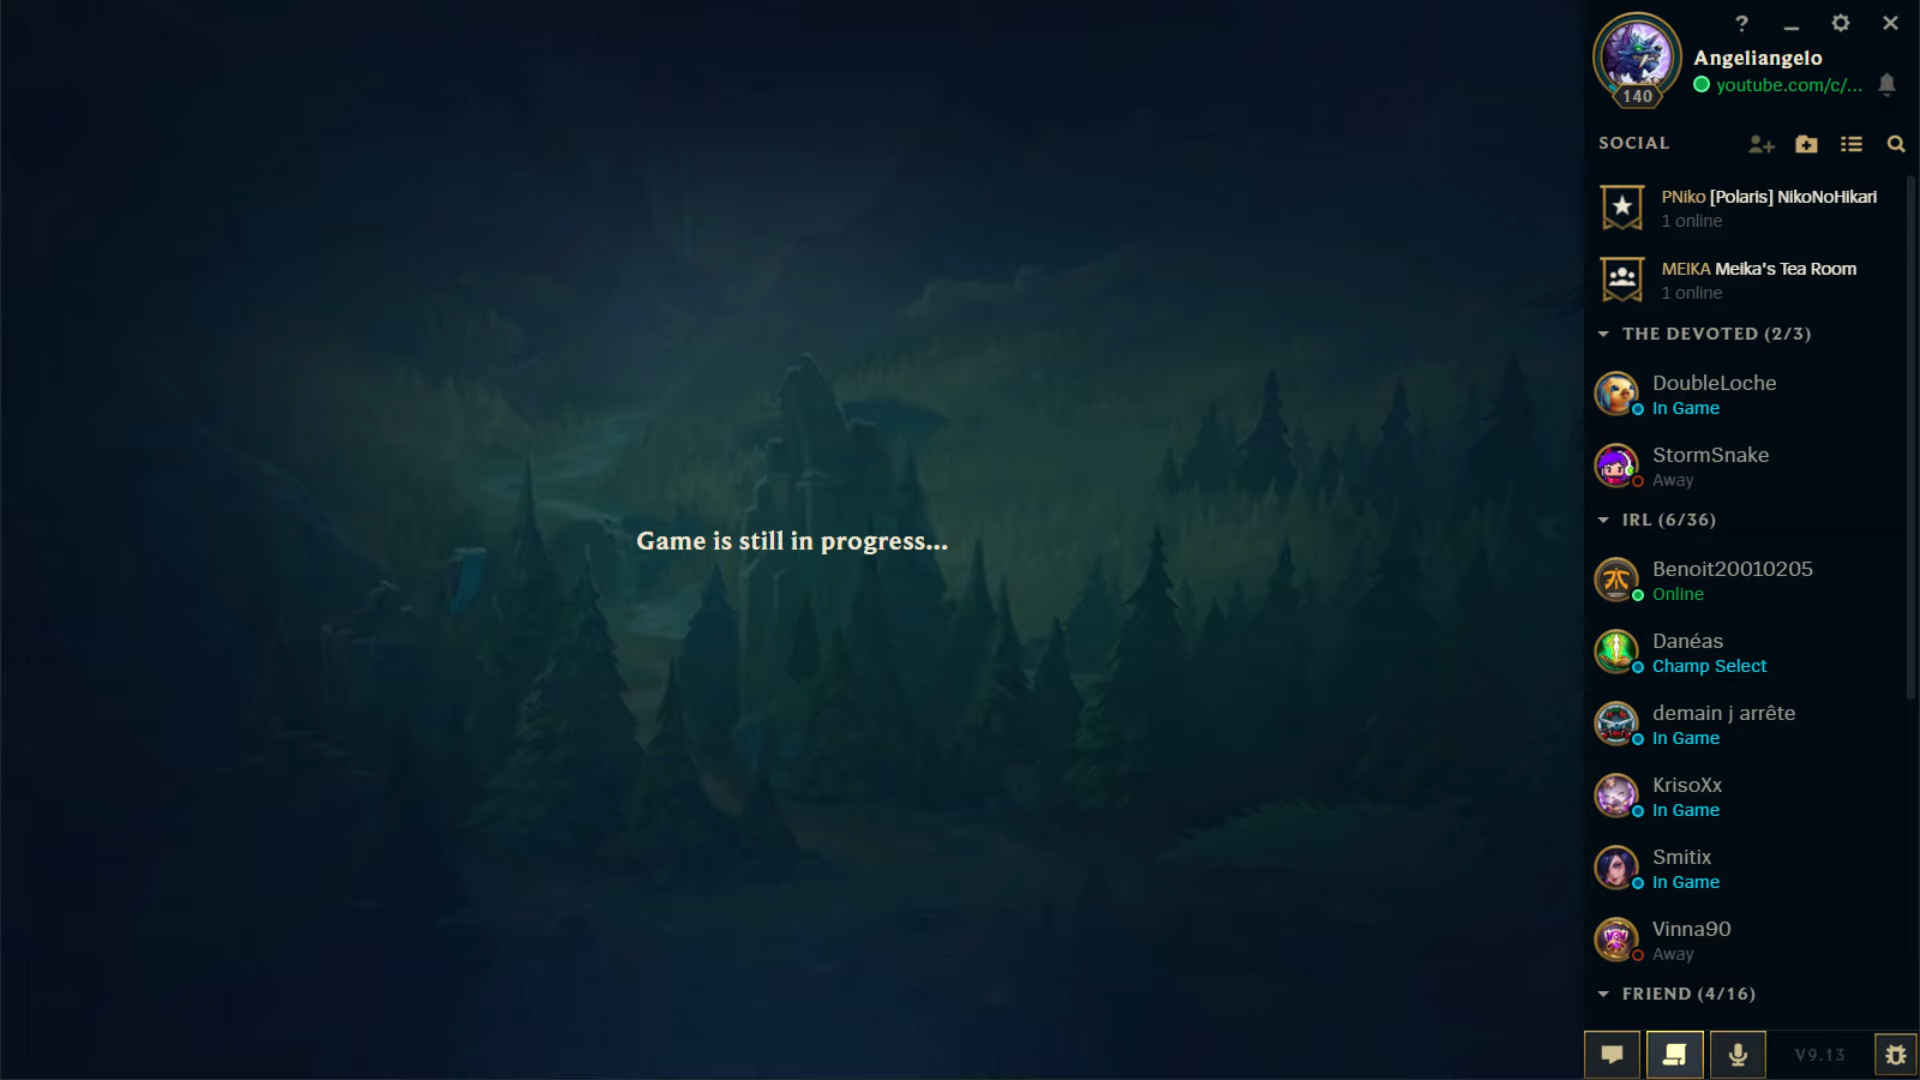 ?
Angeliangelo
youtube.com/c/...
140
SOCIAL
PNiko [Polaris] NikoNoHikari
1 online
MEIKA Meika's Tea Room
1 online
THE DEVOTED (2/3)
DoubleLoche
In Game
StormSnake
Away
IRL (6/36)
Game is still in progress...
Benoit20010205
Online
Danéas
Champ Select
demain j arrête
In Game
KrisoXx
In Game
Smitix
In Game
Vinna90
Away
FRIEND (4/16)
V9.13